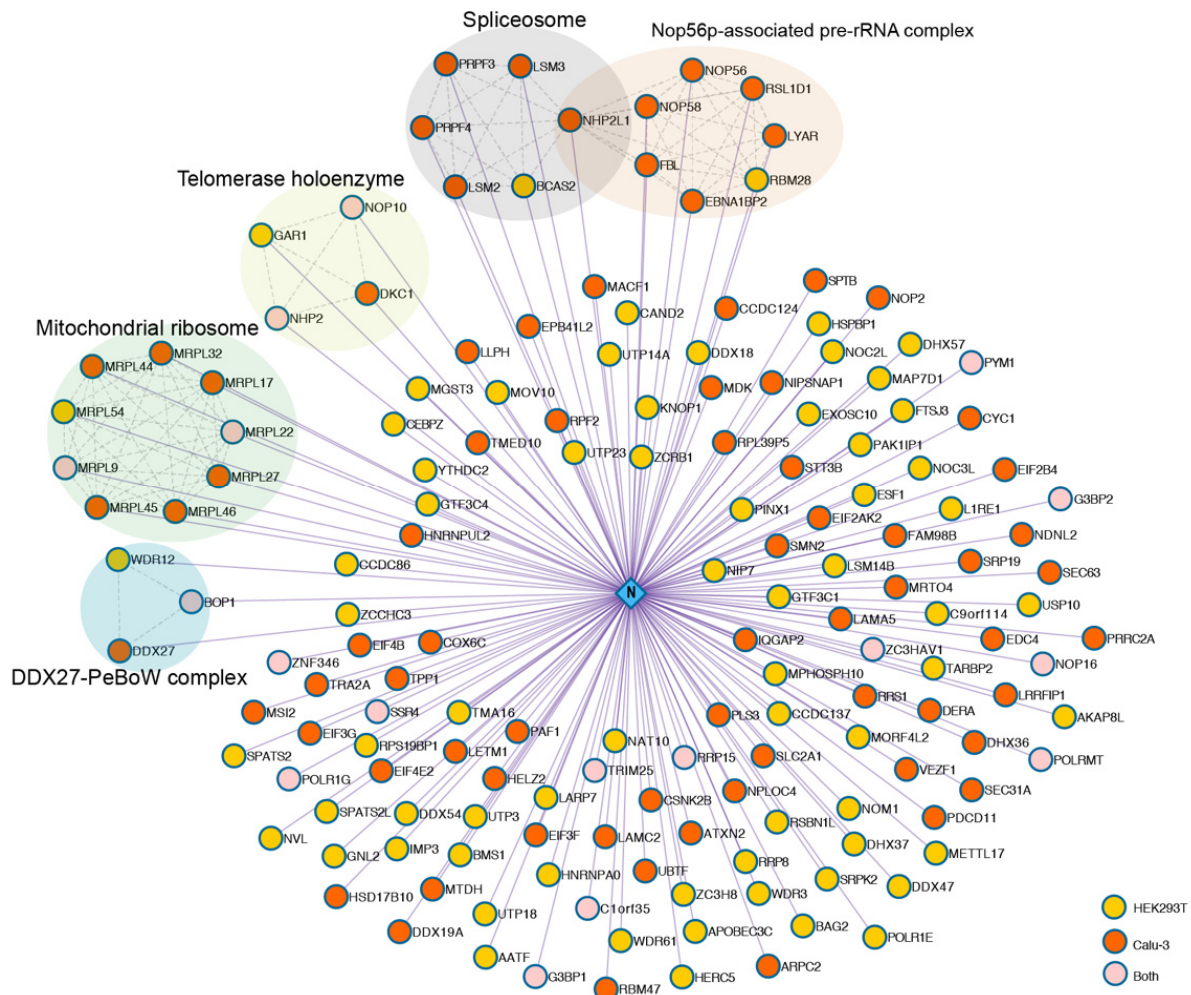 Spliceosome
Nop56p-associated pre-rRNA complex
PRPF3
LSM3
NOP56
RSL1D1
NOP58
NHP2L1
PRPF4
LYAR
FBL
RBM28
LSM2
BCAS2
EBNA1BP2
Telomerase holoenzyme
NOP10
GAR1
DKC1
NHP2
Mitochondrial ribosome
MRPL32
MRPL44
MRPL17
MRPL54
MRPL22
MRPL9
MRPL27
MRPL45
MRPL46
WDR12
BOP1
DDX27
DDX27-PeBoW complex
SPTB
MACF1
NOP2
CAND2
CCDC124
EPB41L2
HSPBP1
DHX57
LLPH
UTP14A
DDX18
NOC2L
PYM1
MGST3
MOV10
MDK
NIPSNAP1
MAP7D1
KNOP1
EXOSC10
FTSJ3
CYC1
CEBPZ
RPF2
TMED10
RPL39P5
PAK1IP1
UTP23
ZCRB1
YTHDC2
STT3B
NOC3L
EIF2B4
ESF1
G3BP2
GTF3C4
PINX1
L1RE1
EIF2AK2
HNRNPUL2
FAM98B
NDNL2
SMN2
CCDC86
NIP7
LSM14B
SRP19
SEC63
N
MRTO4
GTF3C1
USP10
ZCCHC3
LAMA5
C9orf114
EIF4B
COX6C
IQGAP2
EDC4
PRRC2A
ZNF346
ZC3HAV1
NOP16
TARBP2
TRA2A
TPP1
MPHOSPH10
RRS1
LRRFIP1
MSI2
SSR4
TMA16
PLS3
CCDC137
DERA
AKAP8L
EIF3G
PAF1
MORF4L2
SPATS2
RPS19BP1
LETM1
NAT10
DHX36
RRP15
SLC2A1
POLRMT
POLR1G
EIF4E2
HELZ2
TRIM25
VEZF1
NPLOC4
SEC31A
LARP7
CSNK2B
SPATS2L
DDX54
UTP3
NOM1
PDCD11
NVL
EIF3F
LAMC2
ATXN2
RSBN1L
GNL2
IMP3
BMS1
DHX37
METTL17
RRP8
HNRNPA0
UBTF
SRPK2
HSD17B10
MTDH
ZC3H8
WDR3
DDX47
C1orf35
UTP18
DDX19A
APOBEC3C
BAG2
WDR61
POLR1E
AATF
ARPC2
G3BP1
HERC5
RBM47
HEK293T
Calu-3
Both